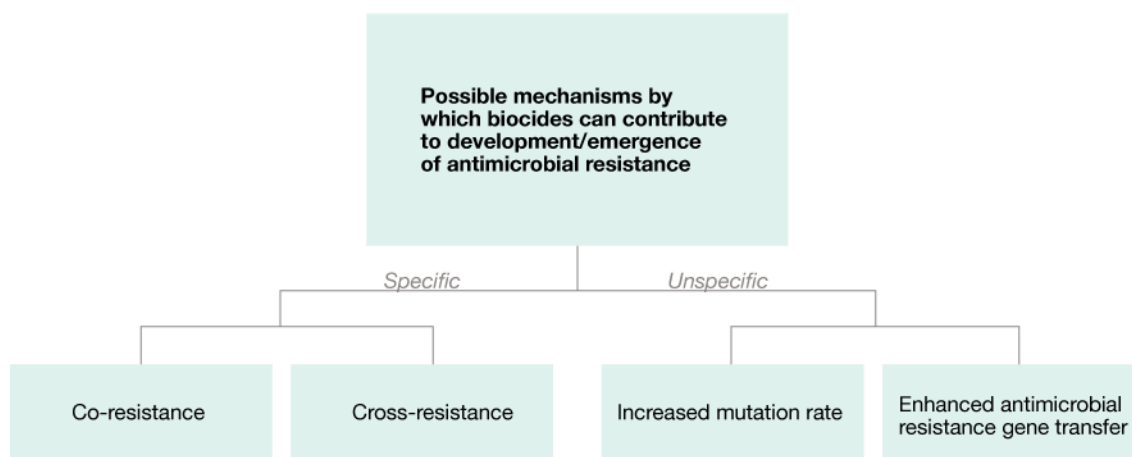 Possible mechanisms by
which biocides can contribute
to development/emergence
of antimicrobial resistance
Specific
Unspecific
Co-resistance
Cross-resistance
Increased mutation rate
Enhanced antimicrobial
resistance gene transfer